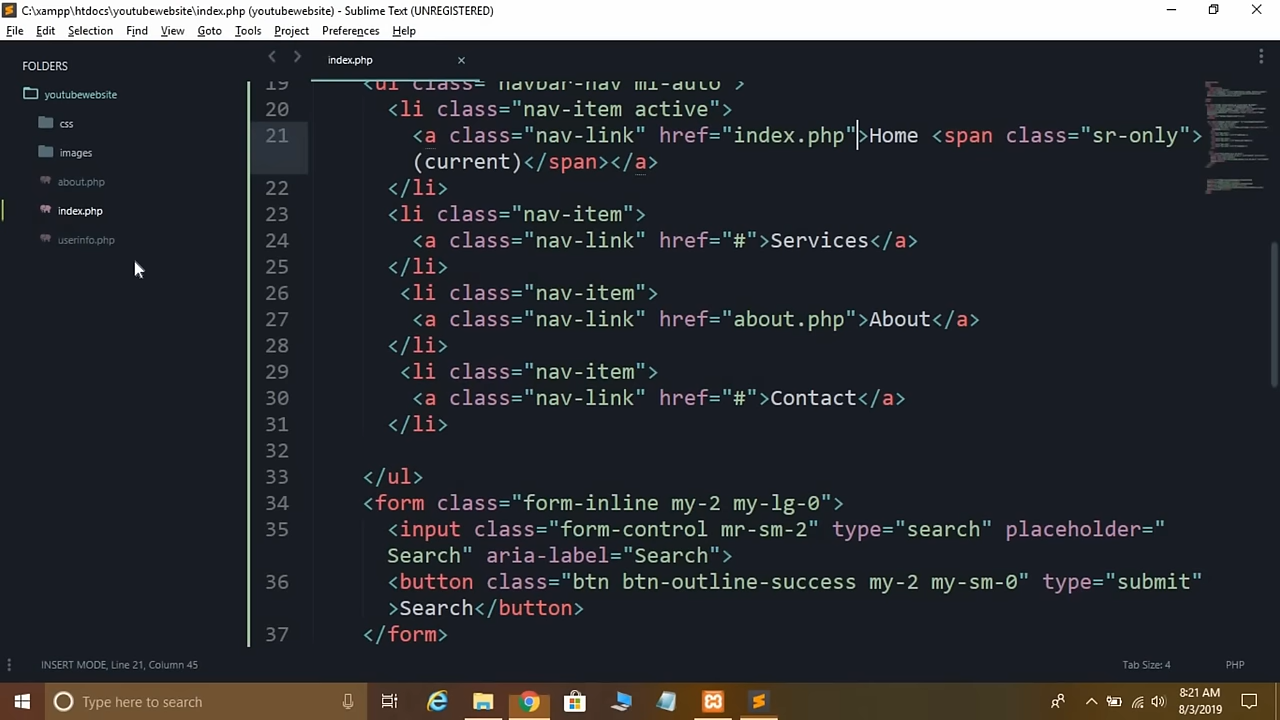 C:\xampp\htdocs\youtubewebsite\index.php (youtubewebsite) - Sublime Text (UNREGISTERED)
File Edit Selection Find View Goto Tools Project Preferences Help
FOLDERS
youtubewebsite
css
images
about.php
index.php
userinfo.php
index.php
19 <ul class="navbar-nav ml-auto">
20 <li class="nav-item active">
21 <a class="nav-link" href="index.php">Home <span class="sr-only">
(current)</span></a>
22 </li>
23 <li class="nav-item">
24 <a class="nav-link" href="#">Services</a>
25 </li>
26 <li class="nav-item">
27 <a class="nav-link" href="about.php">About</a>
28 </li>
29 <li class="nav-item">
30 <a class="nav-link" href="#">Contact</a>
31 </li>
32
33 </ul>
34 <form class="form-inline my-2 my-lg-0">
35 <input class="form-control mr-sm-2" type="search" placeholder="
Search" aria-label="Search">
36 <button class="btn btn-outline-success my-2 my-sm-0" type="submit"
>Search</button>
37 </form>
INSERT MODE, Line 21, Column 45
Tab Size: 4
PHP
Type here to search
8:21 AM
8/3/2019